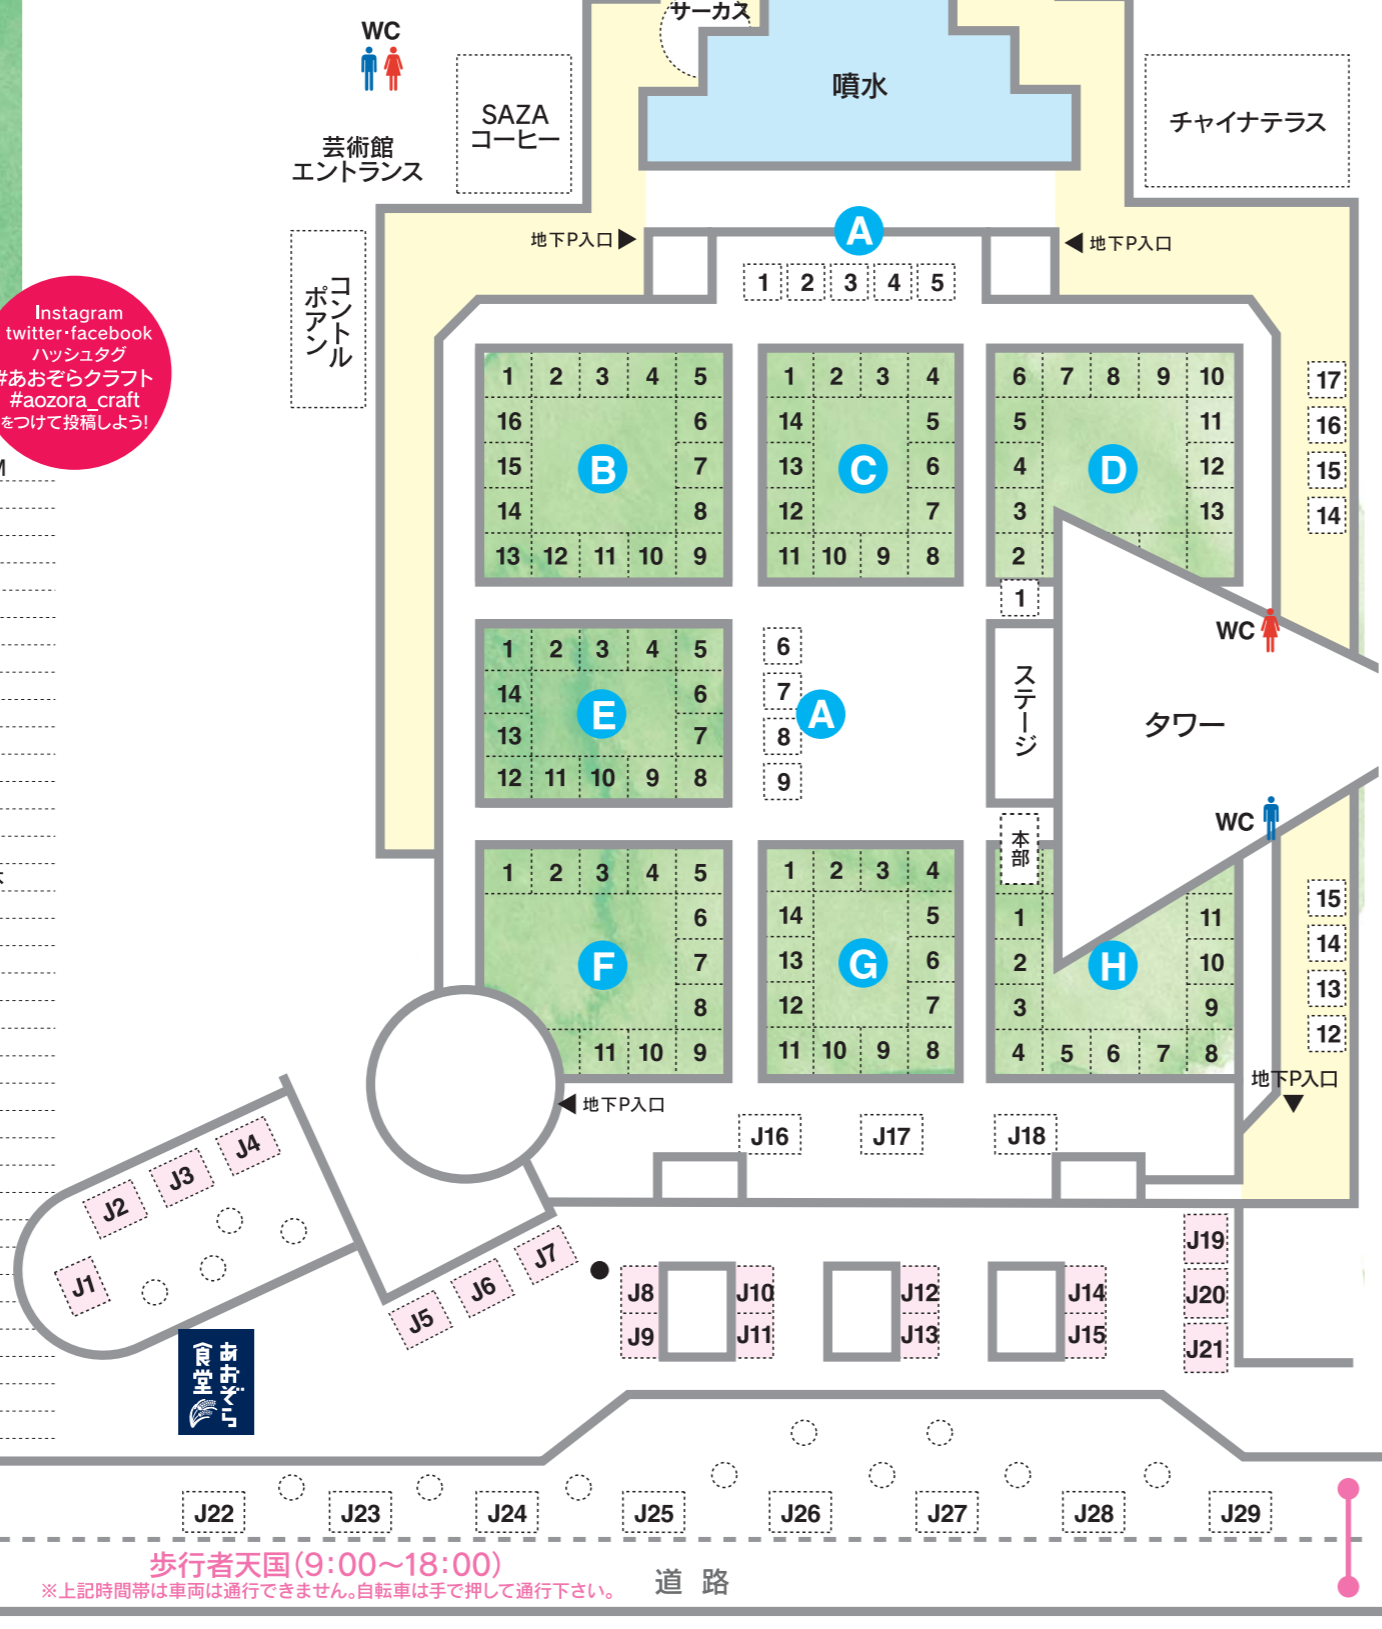 サーカス
WC
噴水
SAZA
コーヒー
チャイナテラス
芸術館
エントランス
A
地下P入口
地下P入口
コントル
ポアン
1 2 3 4 5
Instagram
twitter・facebook
ハッシュタグ
#あおぞらクラフト
#aozora_craft
をつけて投稿しよう!
1 2 3 4 5
16 6
15 B 7
14 8
13 12 11 10 9
1 2 3 4
14 5
13 C 6
12 7
11 10 9 8
6 7 8 9 10
5 11
4 D 12
3 13
2
1
17
16
15
14
1 2 3 4 5
14 6
E
13 7
12 11 10 9 8
6
7
A
8
9
ステージ
タワー
WC
WC
本部
1 2 3 4 5
6
F 7
8
11 10 9
1 2 3 4
14 5
13 G 6
12 7
11 10 9 8
1 11
2 H 10
3 9
4 5 6 7 8
15
14
13
12
地下P入口
地下P入口
J16 J17 J18
J4
J3
J2
J1
J7
J6
J5
J8 J10 J12 J14
J9 J11 J13 J15
J19
J20
J21
あおぞら
食堂
J22 J23 J24 J25 J26 J27 J28 J29
歩行者天国(9:00〜18:00)
※上記時間帯は車両は通行できません。自転車は手で押して通行下さい。
道路